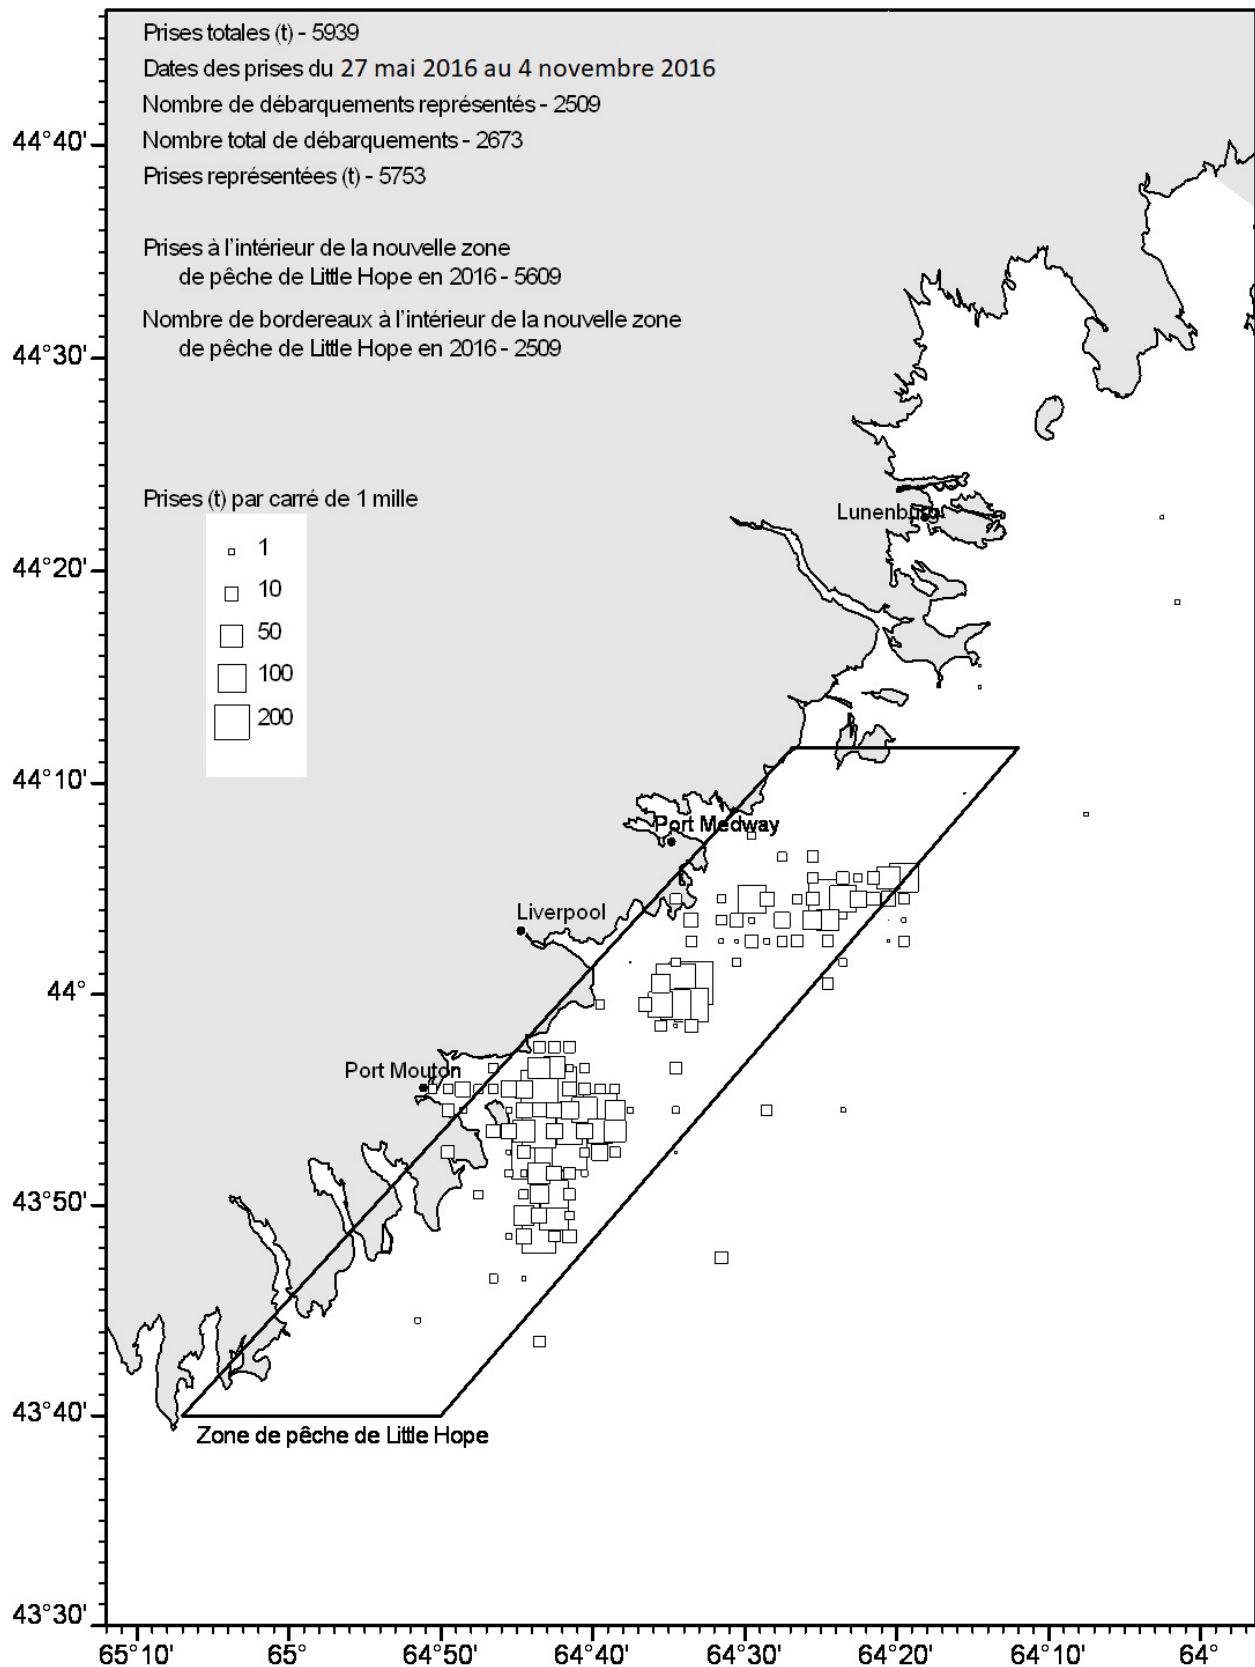 Prises totales (t) - 5939
Dates des prises du 27 mai 2016 au 4 novembre 2016
Nombre de débarquements représentés - 2509
Nombre total de débarquements - 2673
Prises représentées (t) - 5753
Prises à l'intérieur de la nouvelle zone
de pêche de Little Hope en 2016 - 5609
Nombre de bordereaux à l'intérieur de la nouvelle zone
de pêche de Little Hope en 2016 - 2509
Prises (t) par carré de 1 mille
1
10
50
100
200
44°40'
44°30'
44°20'
44°10'
44°
43°50'
43°40'
43°30'
Lunenburg
Port Medway
Liverpool
Port Mouton
Zone de pêche de Little Hope
65°10' 65° 64°50' 64°40' 64°30' 64°20' 64°10' 64°